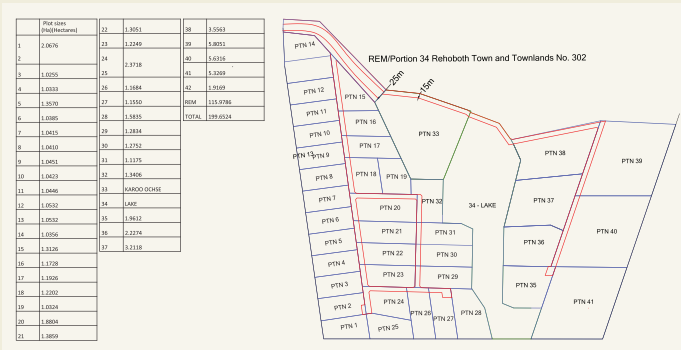 Plot sizes
(Ha)(Hectares)
1 2.0676
2
3 1.0255
4 1.0333
5 1.3570
6 1.0385
7 1.0415
8 1.0410
9 1.0451
10 1.0423
11 1.0446
12 1.0532
13 1.0532
14 1.0356
15 1.3126
16 1.1728
17 1.1926
18 1.2202
19 1.0324
20 1.8804
21 1.3859
22 1.3051
23 1.2249
24 2.3718
25
26 1.1684
27 1.1550
28 1.5835
29 1.2834
30 1.2752
31 1.1175
32 1.3406
33 KAROO OCHSE
34 LAKE
35 1.9612
36 2.2274
37 3.2118
38 3.5563
39 5.8051
40 5.6316
41 5.3269
42 1.9169
REM 115.9786
TOTAL 199.6524
REM/Portion 34 Rehoboth Town and Townlands No. 302
25m
15m
PTN 14
PTN 12
PTN 11
PTN 10
PTN 13
PTN 9
PTN 8
PTN 7
PTN 6
PTN 5
PTN 4
PTN 3
PTN 2
PTN 1
PTN 15
PTN 16
PTN 17
PTN 18
PTN 19
PTN 20
PTN 21
PTN 22
PTN 23
PTN 24
PTN 25
PTN 26
PTN 27
PTN 28
PTN 29
PTN 30
PTN 31
PTN 32
PTN 33
34 - LAKE
PTN 35
PTN 36
PTN 37
PTN 38
PTN 39
PTN 40
PTN 41